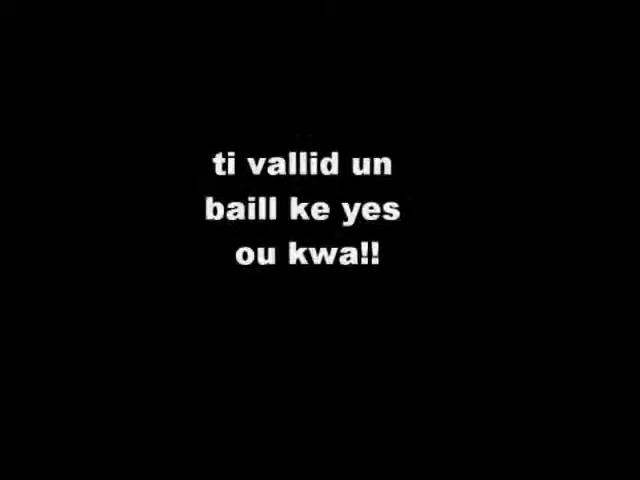 ti vallid un
baill ke yes
ou kwa!!